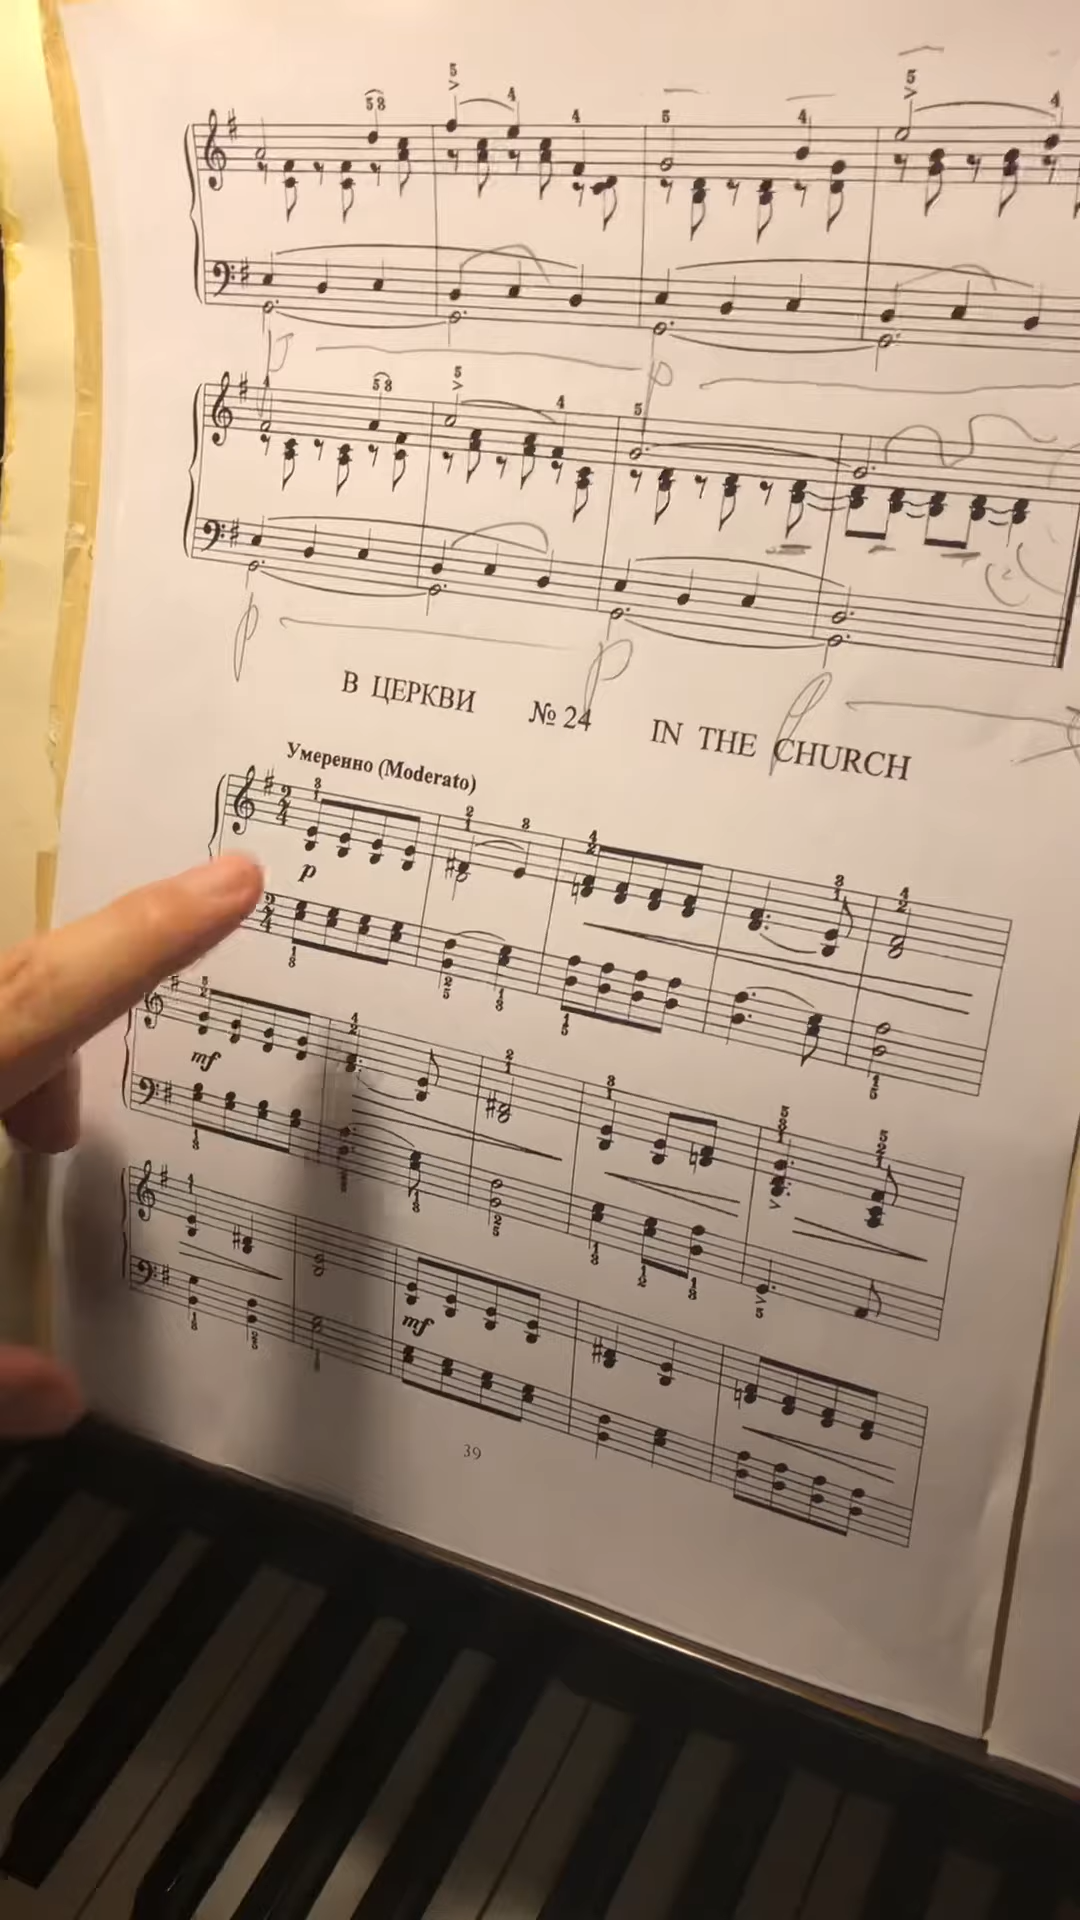 В ЦЕРКВИ № 24 IN THE CHURCH
Умеренно (Moderato)
p
mf
mf
39